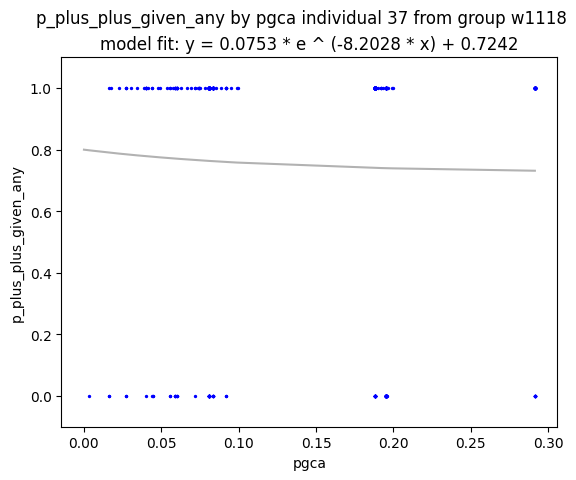 p_plus_plus_given_any by pgca individual 37 from group w1118
model fit: y = 0.0753 * e ^ (-8.2028 * x) + 0.7242
p_plus_plus_given_any
1.0
0.8
0.6
0.4
0.2
0.0
0.00 0.05 0.10 0.15 0.20 0.25 0.30
pgca